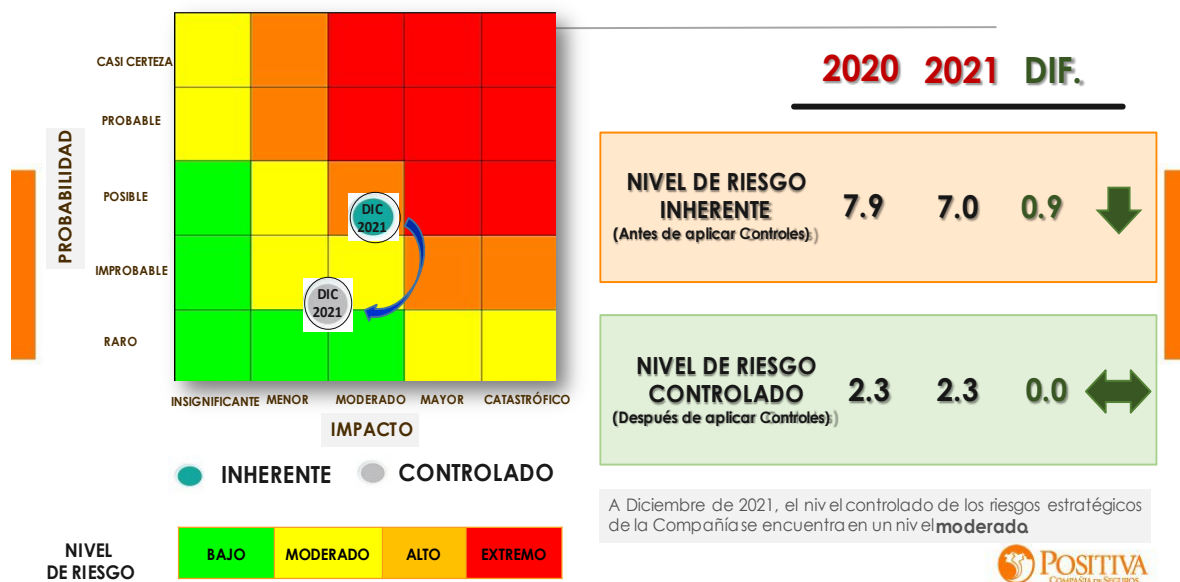 CASI CERTEZA
PROBABLE
POSIBLE
IMPROBABLE
RARO
PROBABILIDAD
DIC
2021
DIC
2021
INSIGNIFICANTE MENOR MODERADO MAYOR CATASTRÓFICO
IMPACTO
INHERENTE CONTROLADO
NIVEL
DE RIESGO
BAJO MODERADO ALTO EXTREMO
2020 2021 DIF.
NIVEL DE RIESGO
INHERENTE
(Antes de aplicar Controles)
7.9 7.0 0.9
NIVEL DE RIESGO
CONTROLADO
(Después de aplicar Controles)
2.3 2.3 0.0
A Diciembre de 2021, el nivel controlado de los riesgos estratégicos
de la Compañía se encuentra en un nivel moderado.
POSITIVA
COMPAÑÍA DE SEGUROS